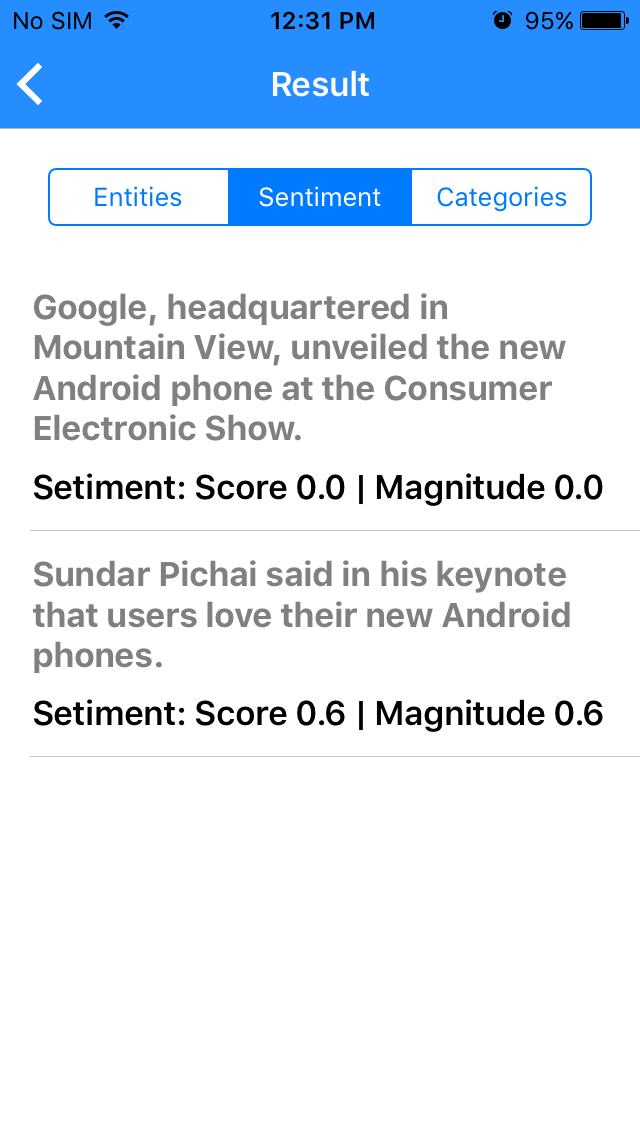 No SIM 12:31 PM 95%
Result
Entities Sentiment Categories
Google, headquartered in
Mountain View, unveiled the new
Android phone at the Consumer
Electronic Show.
Setiment: Score 0.0 | Magnitude 0.0
Sundar Pichai said in his keynote
that users love their new Android
phones.
Setiment: Score 0.6 | Magnitude 0.6